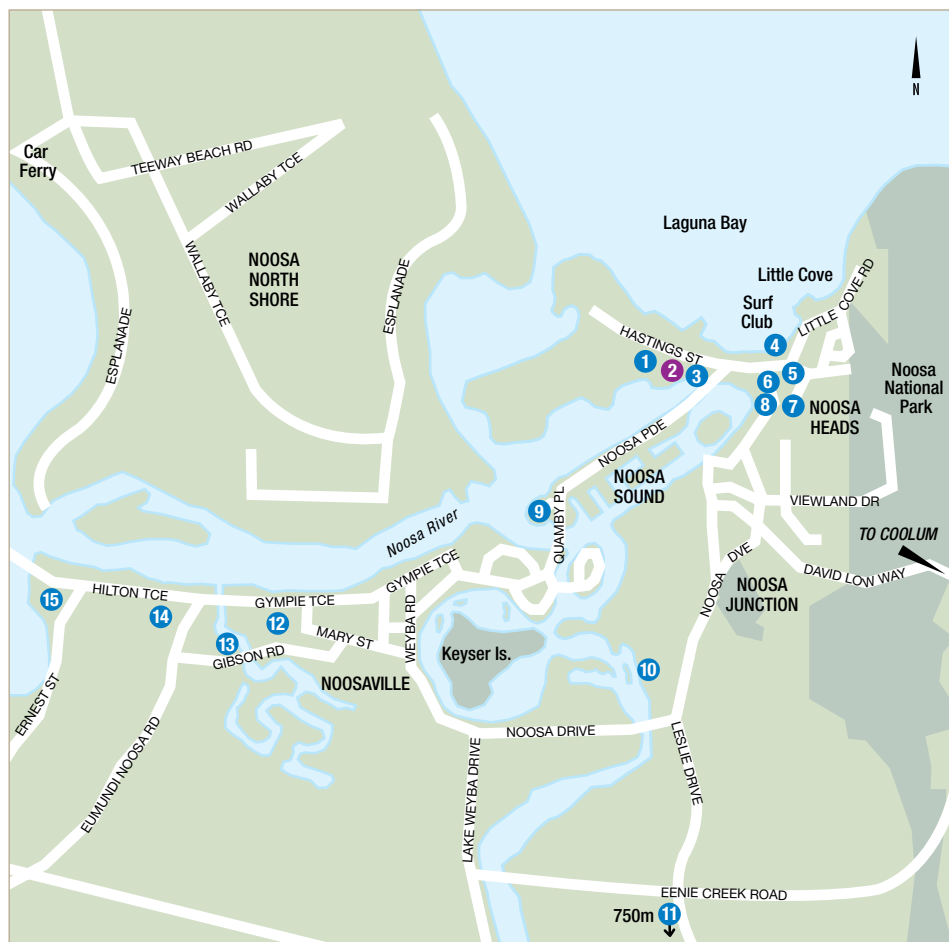 N
Car
Ferry
TEEWAY BEACH RD
WALLABY TCE
WALLABY TCE
NOOSA
NORTH
SHORE
ESPLANADE
ESPLANADE
Laguna Bay
Little Cove
Surf
Club
LITTLE COVE RD
HASTINGS ST
1
2
3
4
5
6
7
8
NOOSA
HEADS
Noosa
National
Park
NOOSA PDE
NOOSA
SOUND
9
QUAMBY PL
Noosa River
VIEWLAND DR
TO COOLUM
DAVID LOW WAY
NOOSA DVE
NOOSA
JUNCTION
GYMPIE TCE
GYMPIE TCE
HILTON TCE
15
14
13
12
MARY ST
WEYBA RD
GIBSON RD
NOOSAVILLE
Keyser Is.
10
ERNEST ST
EUMUNDI NOOSA RD
NOOSA DRIVE
LAKE WEYBA DRIVE
LESLIE DRIVE
EENIE CREEK ROAD
750m 11